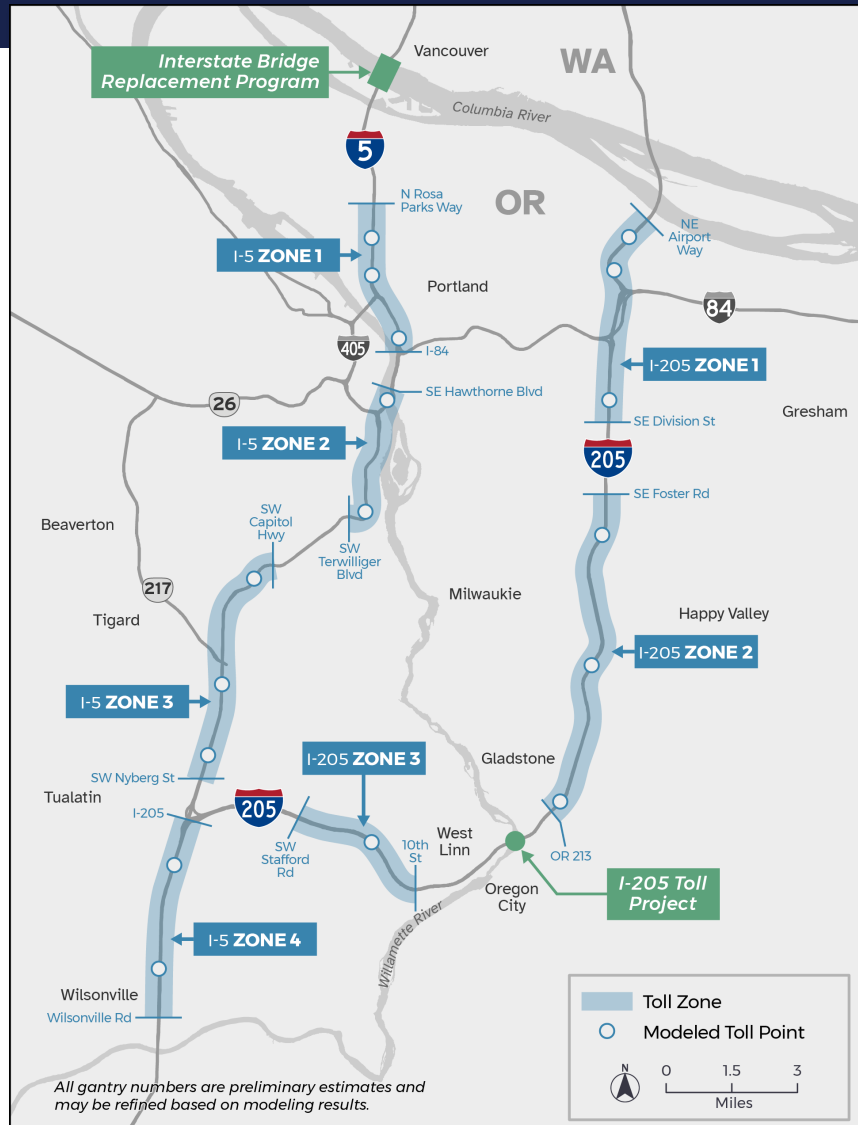 Interstate Bridge
Replacement Program
Vancouver
WA
Columbia River
5
N Rosa
Parks Way
OR
NE
Airport
Way
I-5 ZONE 1
Portland
84
405
I-84
I-205 ZONE 1
26
SE Hawthorne Blvd
Gresham
SE Division St
I-5 ZONE 2
205
SE Foster Rd
Beaverton
SW
Capitol
Hwy
SW
Terwilliger
Blvd
217
Milwaukie
Tigard
Happy Valley
I-205 ZONE 2
I-5 ZONE 3
I-205 ZONE 3
Gladstone
SW Nyberg St
Tualatin
I-205
205
SW
Stafford
Rd
10th
St
West
Linn
OR 213
Oregon
City
I-205 Toll
Project
Willamette River
I-5 ZONE 4
Wilsonville
Wilsonville Rd
Toll Zone
Modeled Toll Point
N
0 1.5 3
Miles
All gantry numbers are preliminary estimates and
may be refined based on modeling results.